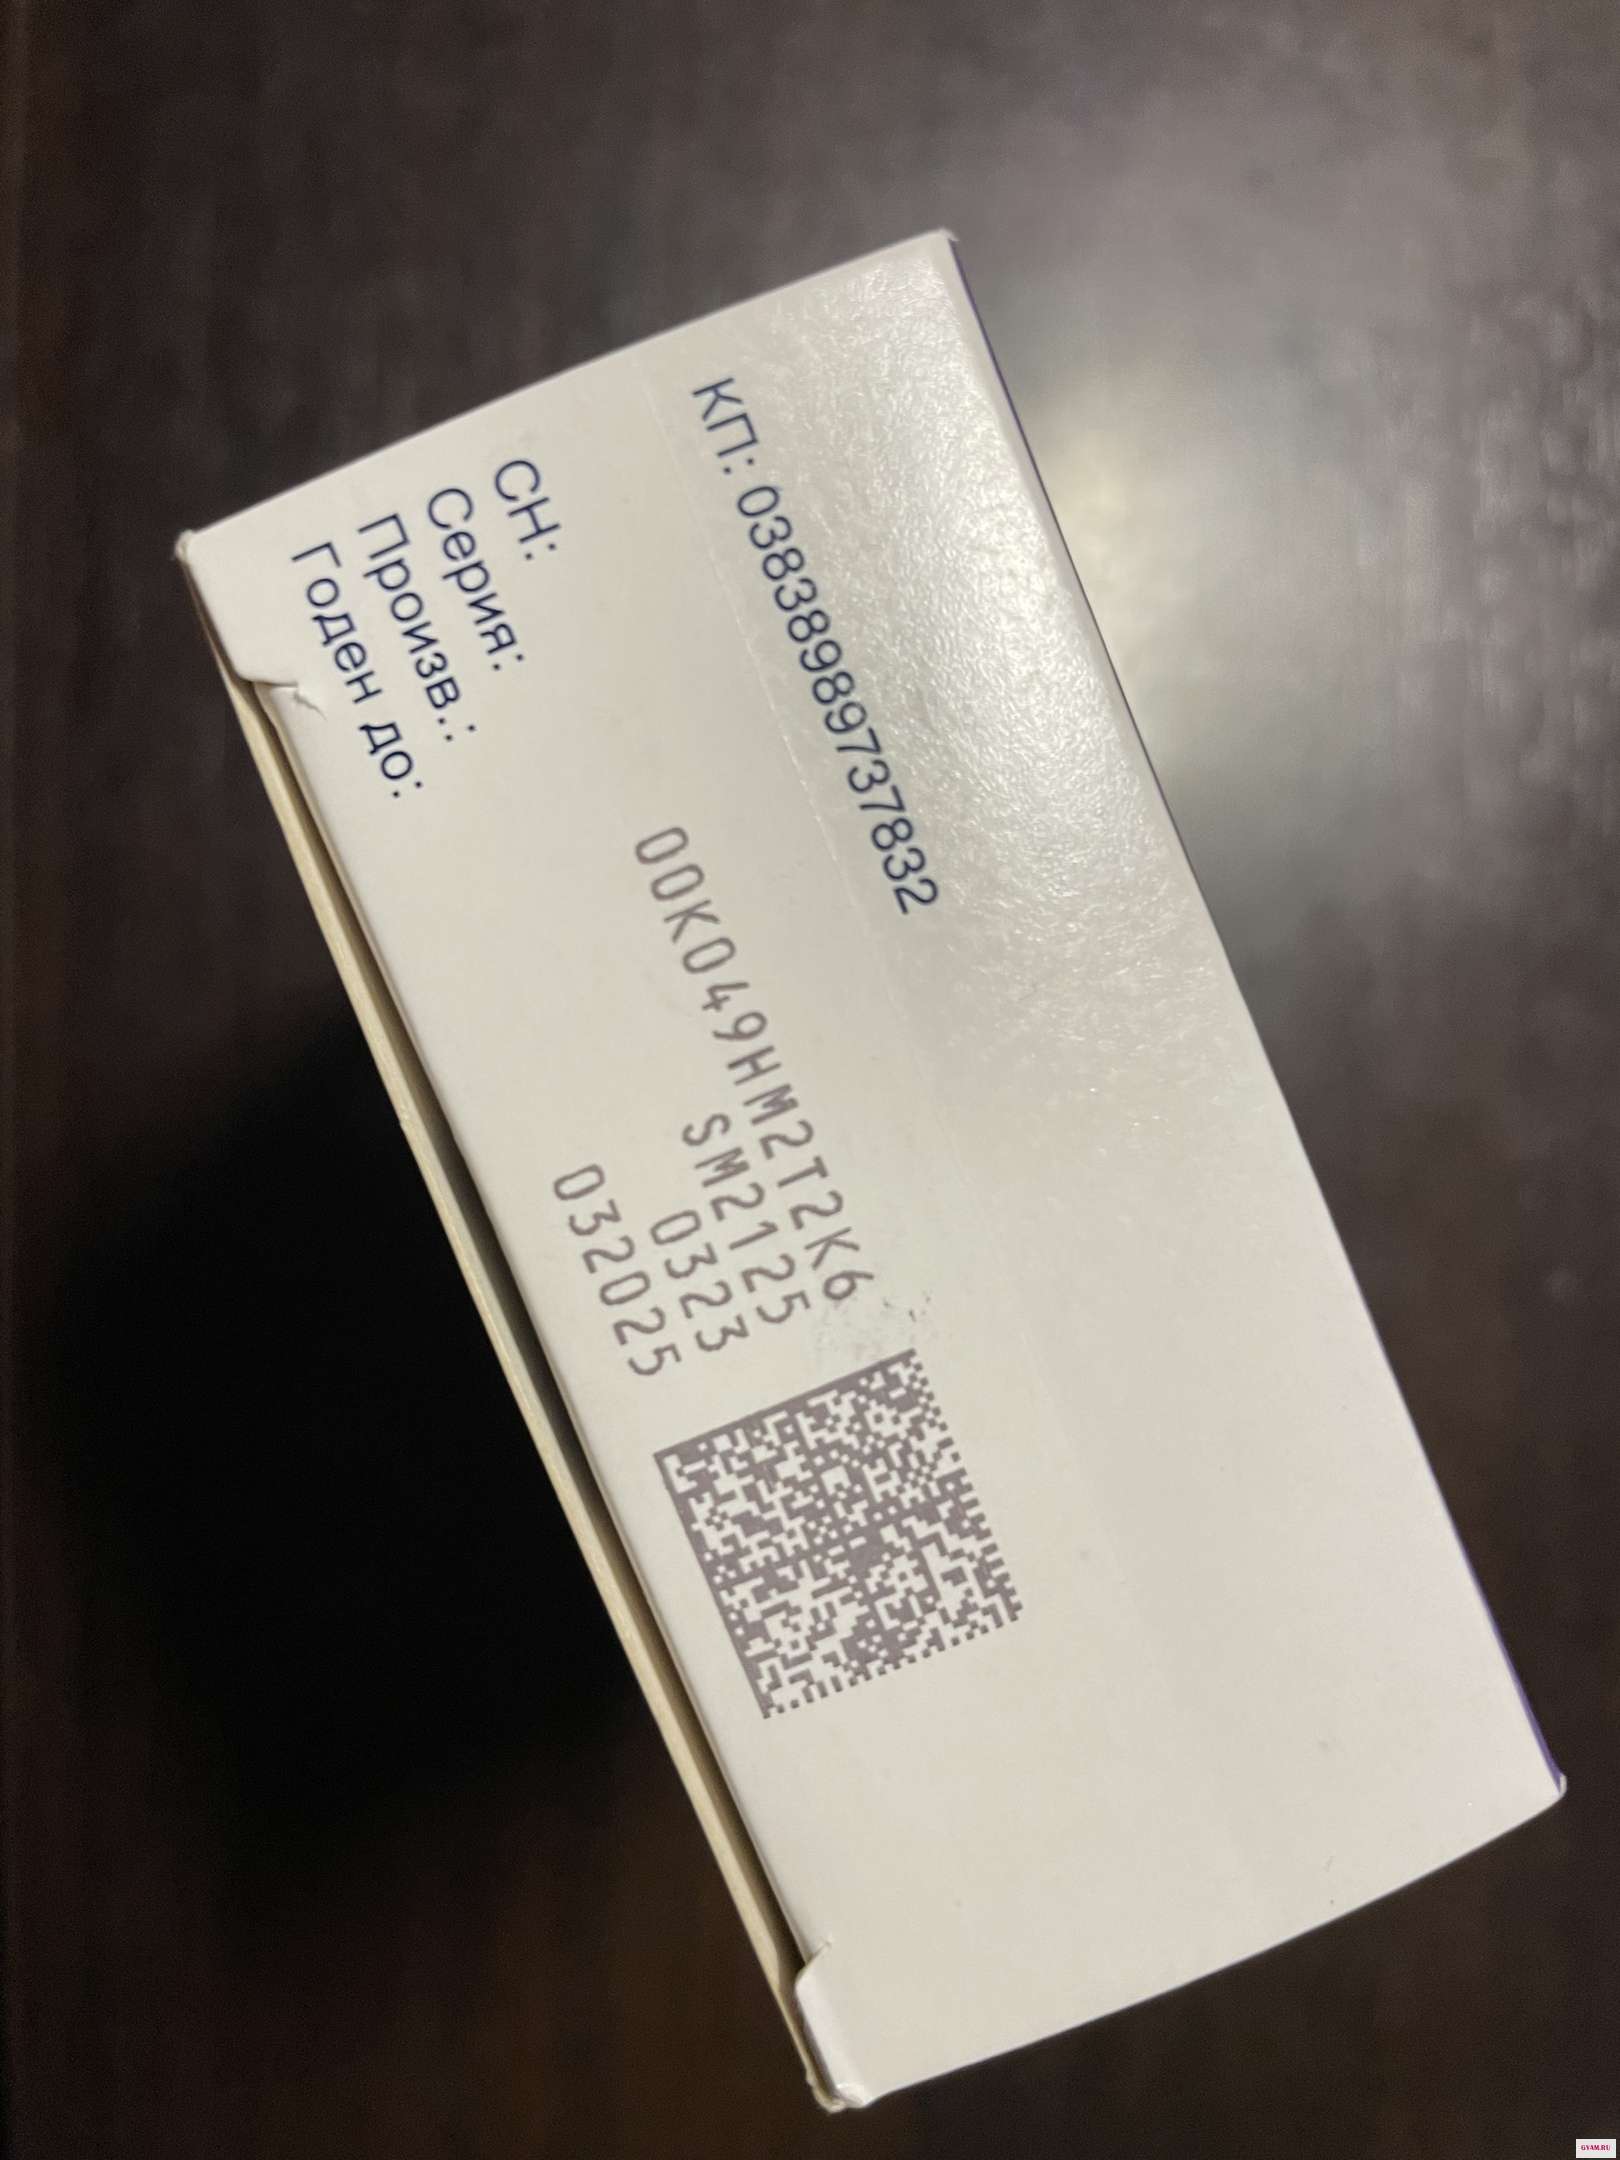 КП: 03838989737832
СН: 00K049HM2T2K6
Серия: SM2125
Произв.: 0323
Годен до: 032025
GYAM.RU